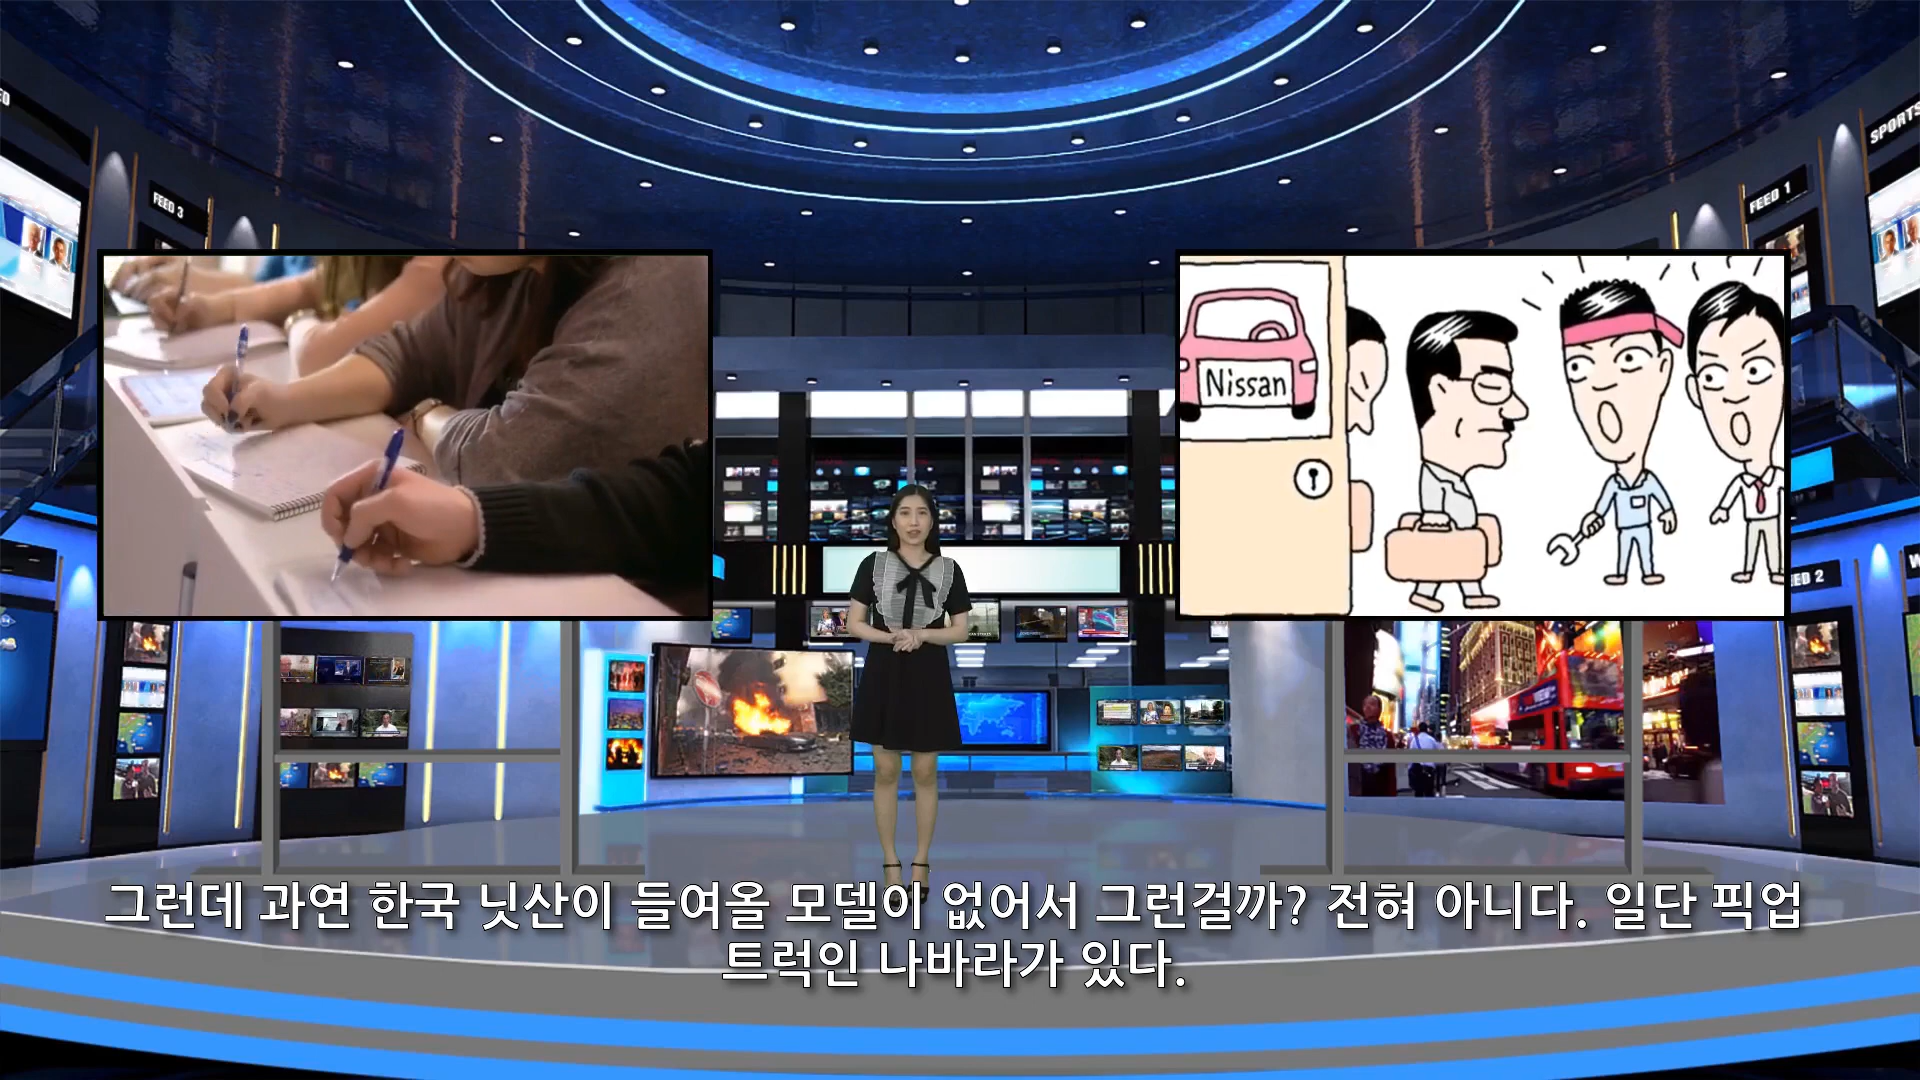 SPORTS
FEED 3
FEED 1
Nissan
FEED 2
그런데 과연 한국 닛산이 들여올 모델이 없어서 그런걸까? 전혀 아니다. 일단 픽업
트럭인 나바라가 있다.